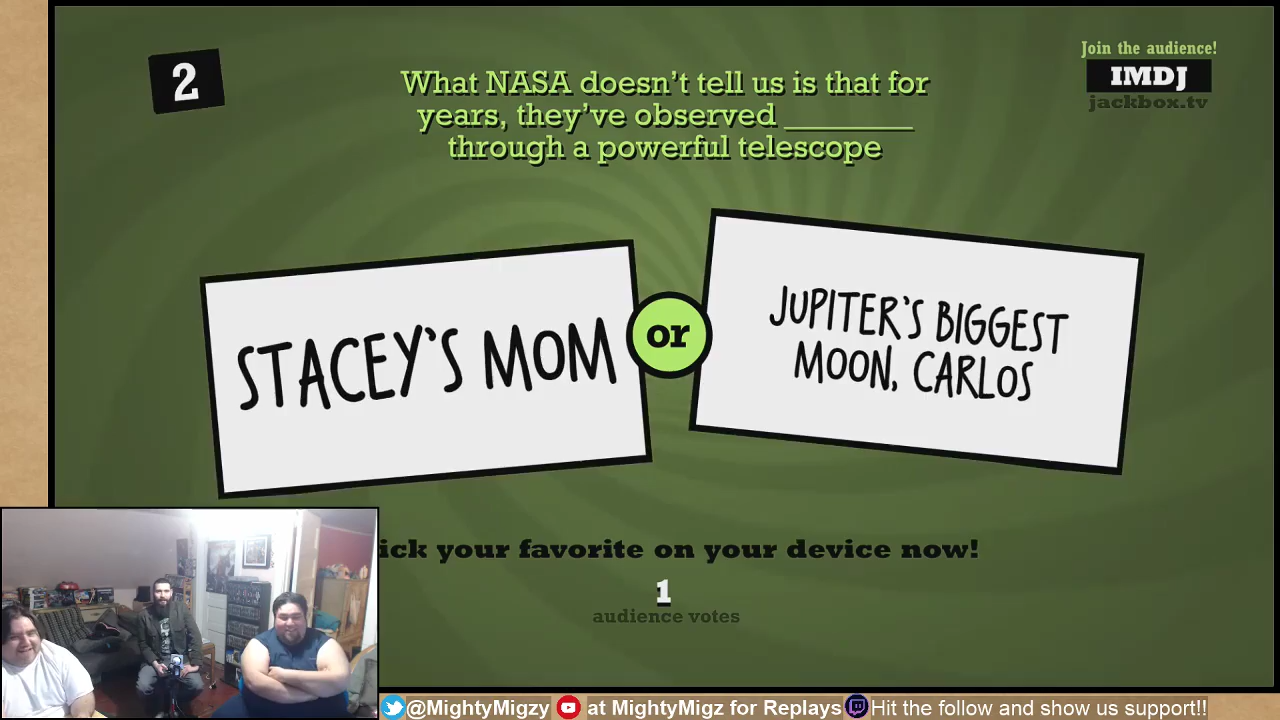 2
What NASA doesn't tell us is that for
years, they've observed ________
through a powerful telescope
Join the audience!
IMDJ
jackbox.tv
STACEY'S MOM
or
JUPITER'S BIGGEST
MOON, CARLOS
ick your favorite on your device now!
1
audience votes
@MightyMigzy at MightyMigz for Replays Hit the follow and show us support!!